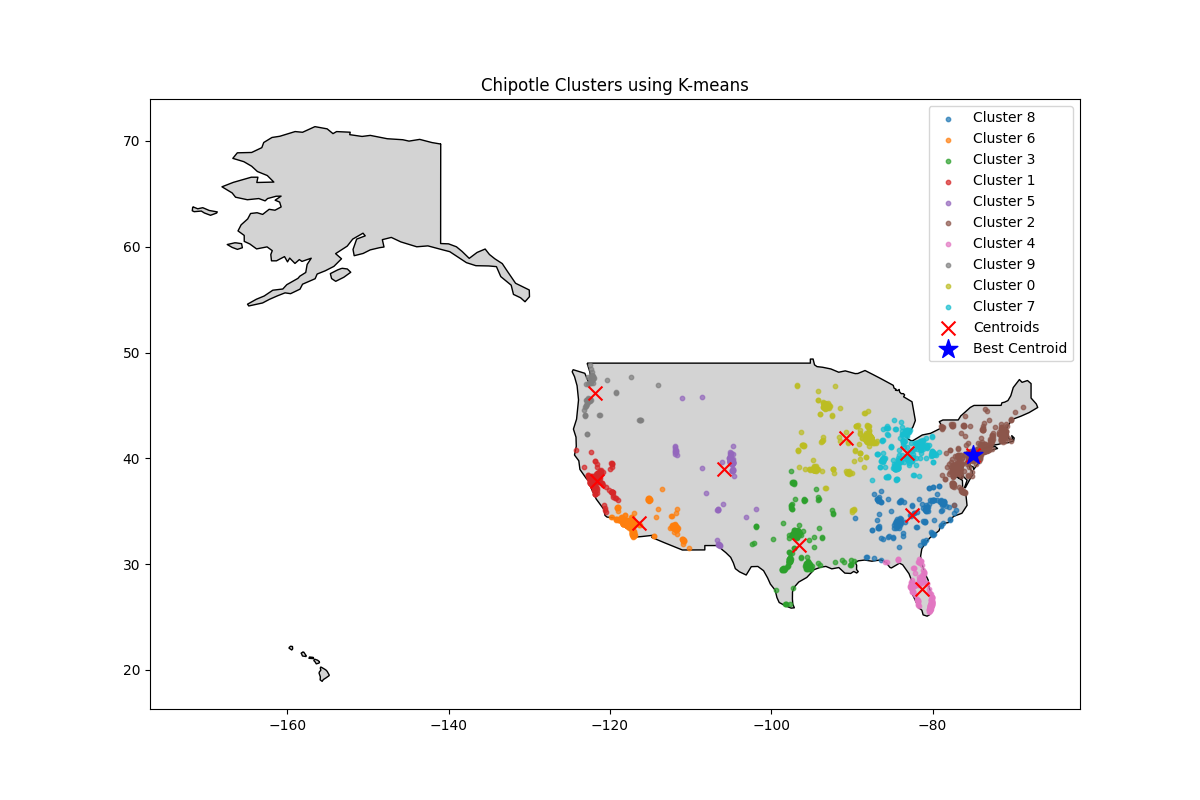 Chipotle Clusters using K-means
Cluster 8
Cluster 6
Cluster 3
Cluster 1
Cluster 5
Cluster 2
Cluster 4
Cluster 9
Cluster 0
Cluster 7
Centroids
Best Centroid
70
60
50
40
30
20
−160
−140
−120
−100
−80